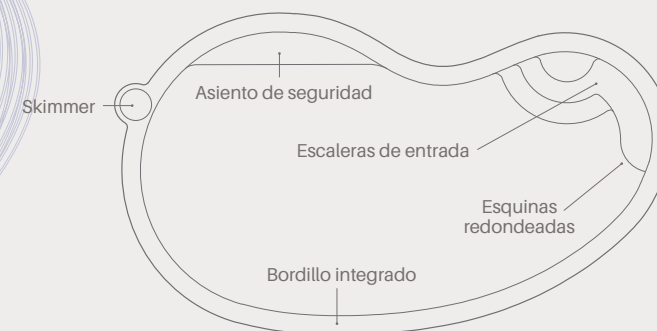 Asiento de seguridad
Skimmer
Escaleras de entrada
Esquinas
redondeadas
Bordillo integrado